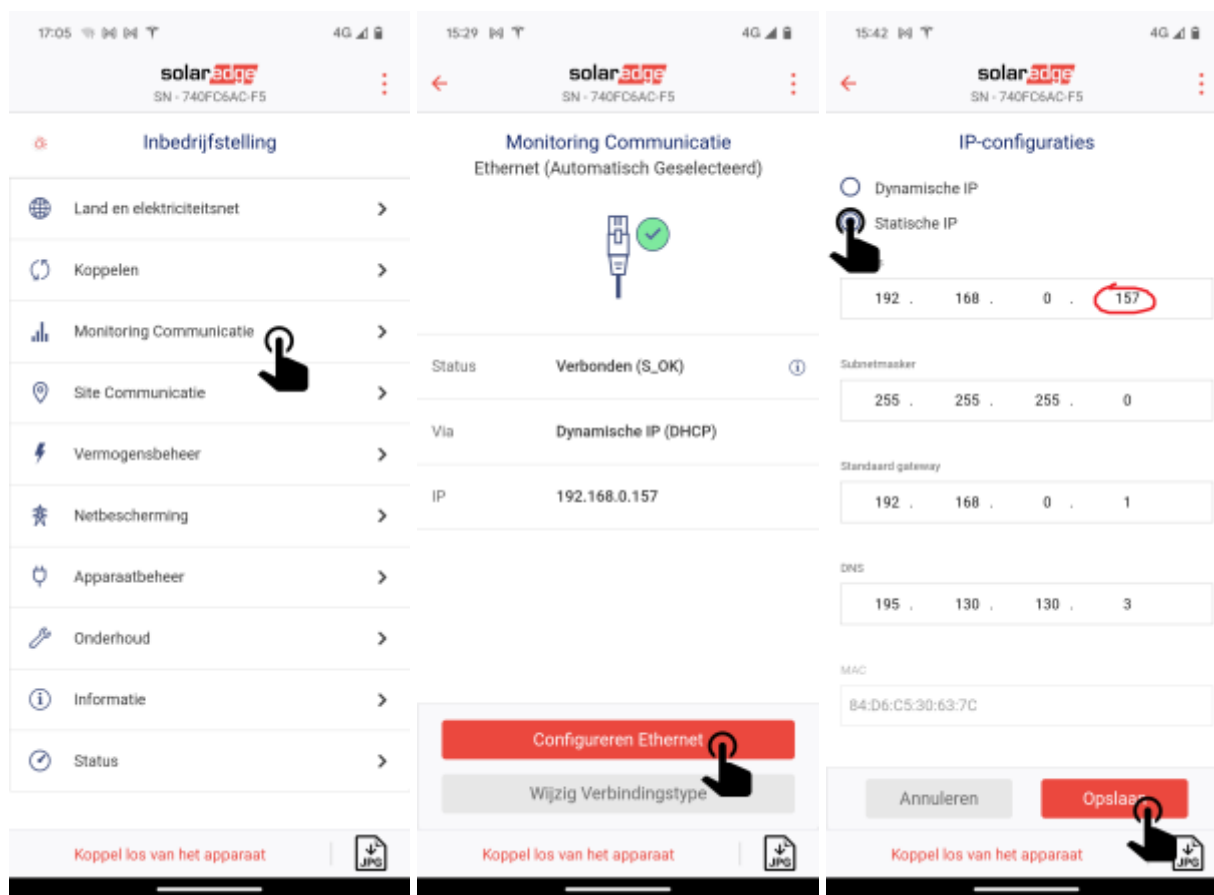 17:05
4G
solaredge
SN - 740FC6AC-F5
Inbedrijfstelling
Land en elektriciteitsnet
Koppelen
Monitoring Communicatie
Site Communicatie
Vermogensbeheer
Netbescherming
Apparaatbeheer
Onderhoud
Informatie
Status
Koppel los van het apparaat
JPG
15:29
4G
solaredge
SN - 740FC6AC-F5
Monitoring Communicatie
Ethernet (Automatisch Geselecteerd)
Status Verbonden (S_OK)
Via Dynamische IP (DHCP)
IP 192.168.0.157
Configureren Ethernet
Wijzig Verbindingstype
Koppel los van het apparaat
JPG
15:42
4G
solaredge
SN - 740FC6AC-F5
IP-configuraties
Dynamische IP
Statische IP
192 . 168 . 0 . 157
Subnetmasker
255 . 255 . 255 . 0
Standaard gateway
192 . 168 . 0 . 1
DNS
195 . 130 . 130 . 3
MAC
84:D6:C5:30:63:7C
Annuleren
Opslaan
Koppel los van het apparaat
JPG